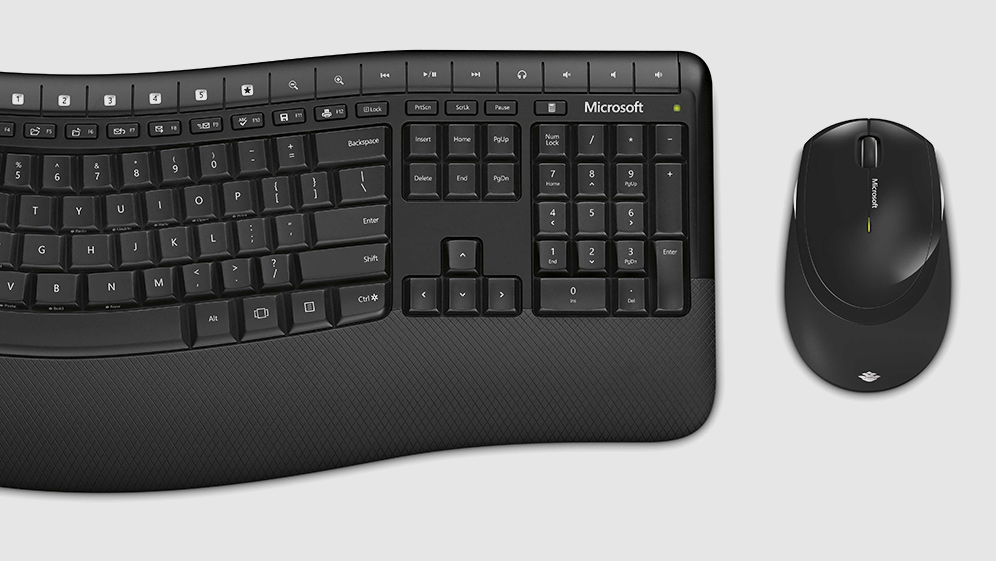 1 2 3 4 5
PrtScn ScrLk Pause Microsoft
F4 F5 F6 F7 F8 F9 F10 F11 F12 Lock
% 5 ^ 6 & 7 * 8 ( 9 ) 0 _ - + = Backspace
Insert Home PgUp
Num Lock / * -
T Y U I O P { [ } ] | \
Delete End PgDn
7 Home 8 ^ 9 PgUp +
G H J K L : ; " ' Enter
4 < 5 6 >
V B N M < , > . ? / Shift
1 End 2 3 PgDn Enter
Alt Ctrl
0 Ins . Del
Microsoft